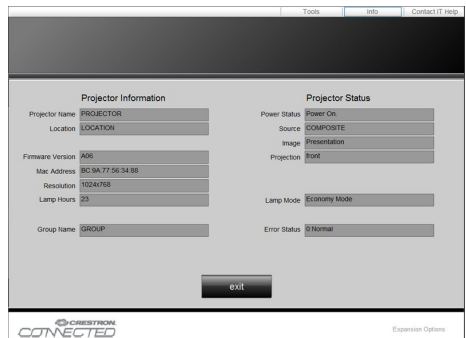 Tools Info Contact IT Help
Projector Information
Projector Name PROJECTOR
Location LOCATION
Firmware Version A06
Mac Address BC.9A.77.56.34.88
Resolution 1024x768
Lamp Hours 23
Group Name GROUP
Projector Status
Power Status Power On.
Source COMPOSITE
Image Presentation
Projection front
Lamp Mode Economy Mode
Error Status 0.Normal
exit
CRESTRON.
CONNECTED
Expansion Options